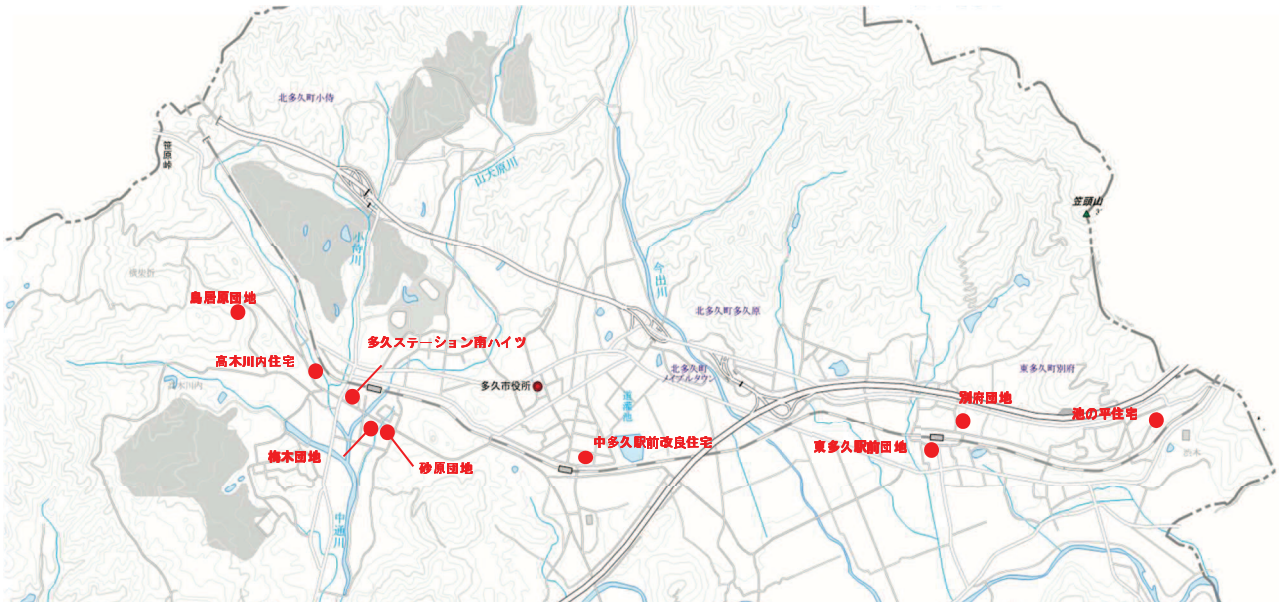 北多久町小侍
笹原峠
山犬原川
小侍川
今出川
笠頭山
鳥居原団地
北多久町多久原
多久ステーション南ハイツ
高木川内住宅
北多久町
メイプルタウン
東多久町別府
多久市役所
別府団地
池の平住宅
中多久駅前改良住宅
東多久駅前団地
梅木団地
砂原団地
中通川